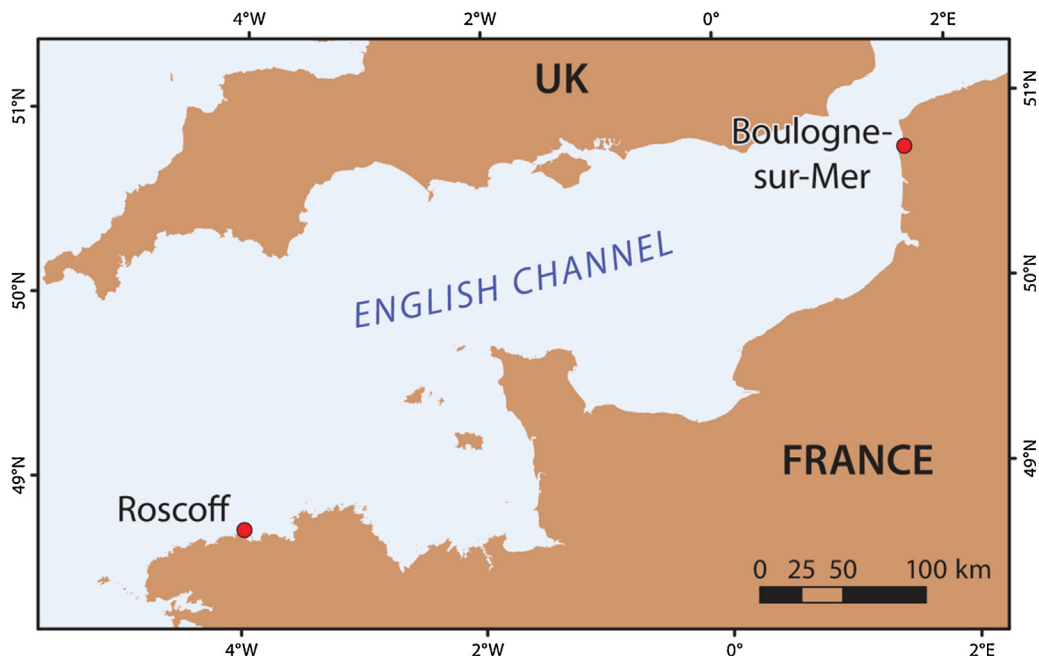 4°W 2°W 0° 2°E
51°N
51°N
UK
Boulogne-
sur-Mer
ENGLISH CHANNEL
50°N
50°N
FRANCE
49°N
49°N
Roscoff
0 25 50 100 km
4°W 2°W 0° 2°E